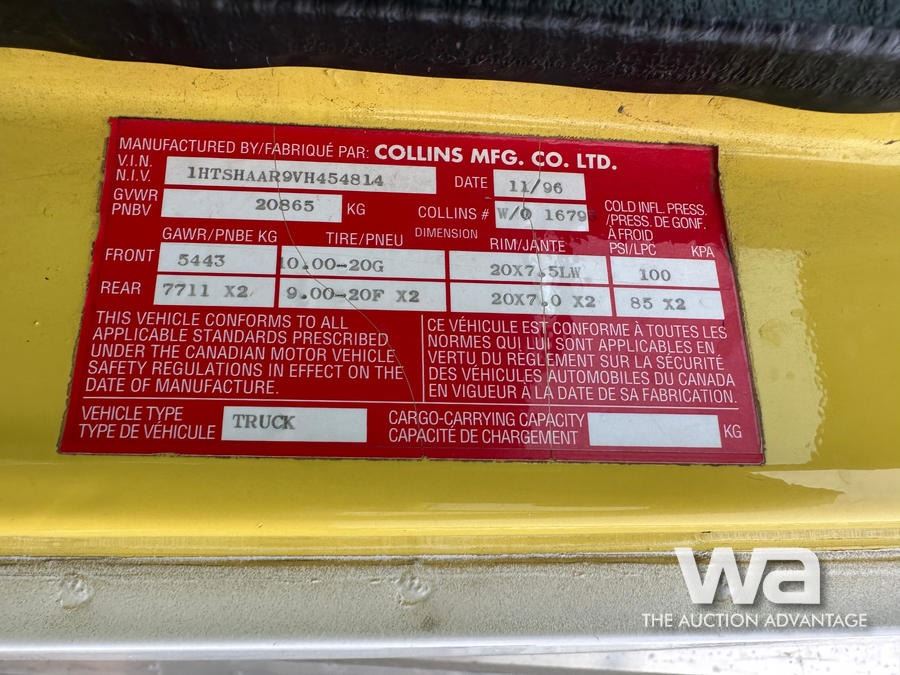 MANUFACTURED BY/FABRIQUÉ PAR: COLLINS MFG. CO. LTD.
V.I.N. N.I.V. 1HTSHAAR9VH454814 DATE 11/96
GVWR PNBV 20865 KG COLLINS # W/O 1679
COLD INFL. PRESS. /PRESS. DE GONF. À FROID
GAWR/PNBE KG TIRE/PNEU DIMENSION RIM/JANTE PSI/LPC KPA
FRONT 5443 10.00-20G 20X7.5LW 100
REAR 7711 X2 9.00-20F X2 20X7.0 X2 85 X2
THIS VEHICLE CONFORMS TO ALL
APPLICABLE STANDARDS PRESCRIBED
UNDER THE CANADIAN MOTOR VEHICLE
SAFETY REGULATIONS IN EFFECT ON THE
DATE OF MANUFACTURE.
CE VÉHICULE EST CONFORME À TOUTES LES
NORMES QUI LUI SONT APPLICABLES EN
VERTU DU RÈGLEMENT SUR LA SÉCURITÉ
DES VÉHICULES AUTOMOBILES DU CANADA
EN VIGUEUR À LA DATE DE SA FABRICATION.
VEHICLE TYPE TYPE DE VÉHICULE TRUCK
CARGO-CARRYING CAPACITY CAPACITÉ DE CHARGEMENT KG
wa
THE AUCTION ADVANTAGE